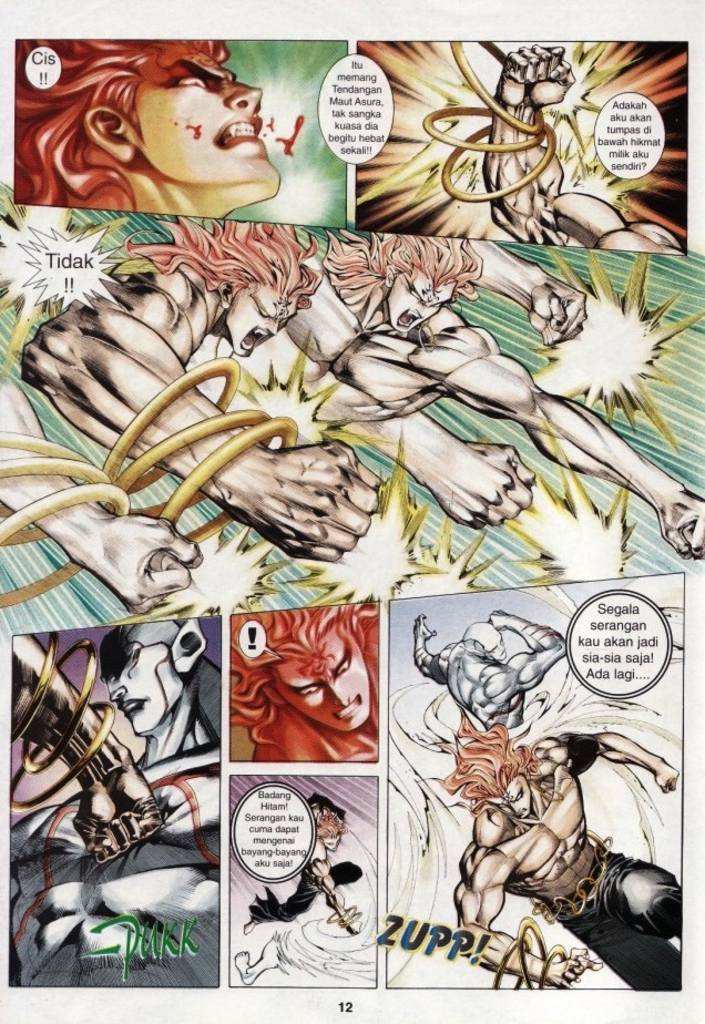 Cis
!!
Itu
memang
Tendangan
Maut Asura,
tak sangka
kuasa dia
begitu hebat
sekali!!
Adakah
aku akan
tumpas di
bawah hikmat
milik aku
sendiri?
Tidak
!!
!
Segala
serangan
kau akan jadi
sia-sia saja!
Ada lagi....
Badang
Hitam!
Serangan kau
cuma dapat
mengenai
bayang-bayang
aku saja!
PUKK
ZUPP!
12